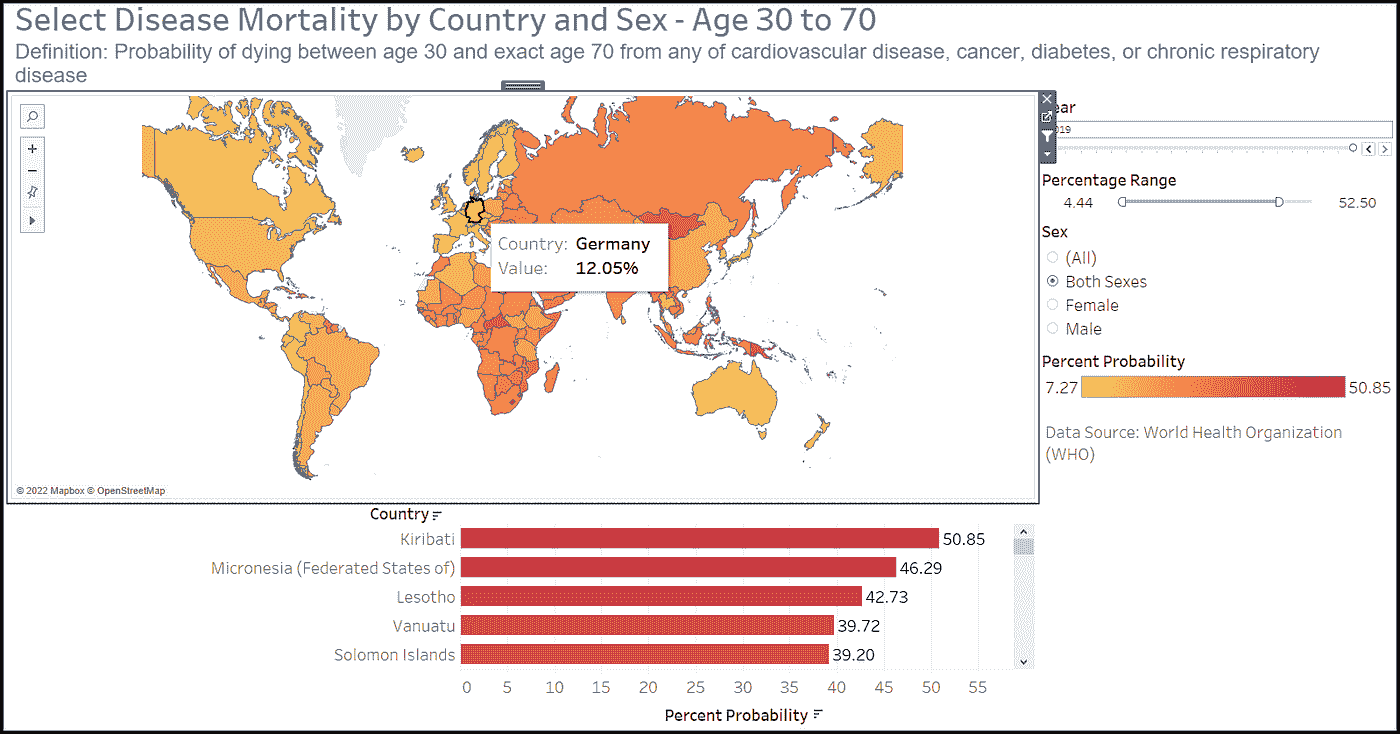 Select Disease Mortality by Country and Sex - Age 30 to 70
Definition: Probability of dying between age 30 and exact age 70 from any of cardiovascular disease, cancer, diabetes, or chronic respiratory
disease
ear
019
Percentage Range
4.44 52.50
Sex
(All)
Both Sexes
Female
Male
Percent Probability
7.27 50.85
Data Source: World Health Organization
(WHO)
Country: Germany
Value: 12.05%
© 2022 Mapbox © OpenStreetMap
Country
Kiribati 50.85
Micronesia (Federated States of) 46.29
Lesotho 42.73
Vanuatu 39.72
Solomon Islands 39.20
0 5 10 15 20 25 30 35 40 45 50 55
Percent Probability